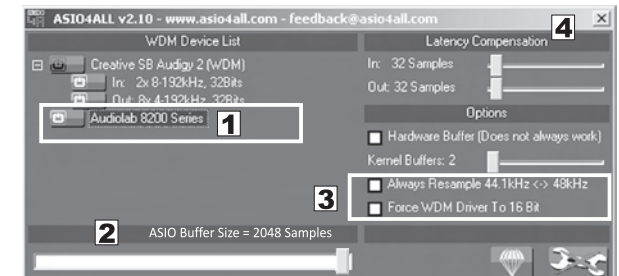 ASIO4ALL v2.10 - www.asio4all.com - feedback@asio4all.com
4
WDM Device List
Creative SB Audigy 2 (WDM)
In: 2x 8-192kHz, 32Bits
Out: 8x 4-192kHz, 32Bits
Audiolab 8200 Series
1
2
ASIO Buffer Size = 2048 Samples
Latency Compensation
In: 32 Samples
Out: 32 Samples
Options
Hardware Buffer (Does not always work)
Kernel Buffers: 2
3
Always Resample 44.1kHz <-> 48kHz
Force WDM Driver To 16 Bit